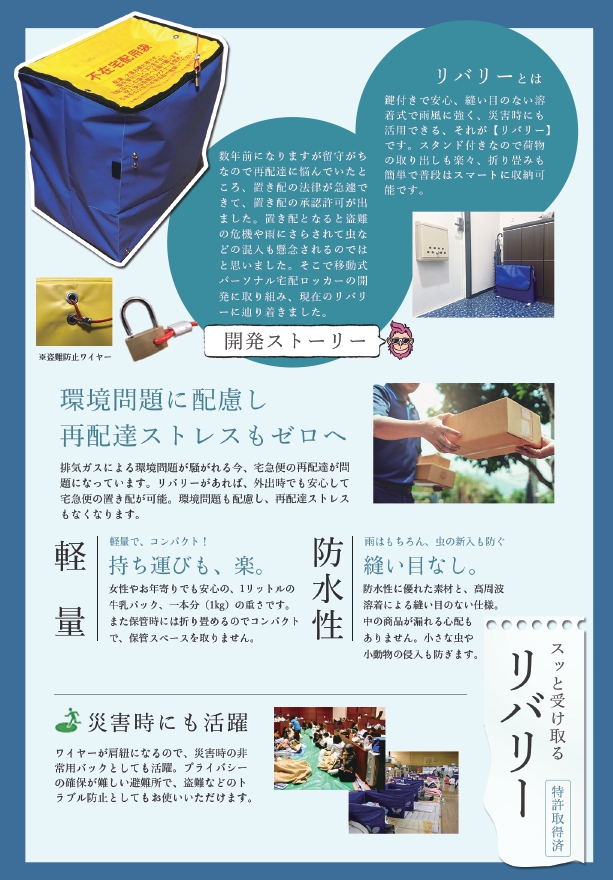 不在宅配用袋
リバリーとは
鍵付きで安心、縫い目のない溶
着式で雨風に強く、災害時にも
活用できる、それが【リバリー】
です。スタンド付きなので荷物
の取り出しも楽々、折り畳みも
簡単で普段はスマートに収納可
能です。
数年前になりますが留守がち
なので再配達に悩んでいたと
ころ、置き配の法律が急遽で
きて、置き配の承認許可が出
ました。置き配となると盗難
の危機や雨にさらされて虫な
どの混入も懸念されるのでは
と思いました。そこで移動式
パーソナル宅配ロッカーの開
発に取り組み、現在のリバリ
ーに辿り着きました。
開発ストーリー
※盗難防止ワイヤー
環境問題に配慮し
再配達ストレスもゼロへ
排気ガスによる環境問題が騒がれる今、宅急便の再配達が問
題になっています。リバリーがあれば、外出時でも安心して
宅急便の置き配が可能。環境問題も配慮し、再配達ストレス
もなくなります。
軽量
軽量で、コンパクト！
持ち運びも、楽。
女性やお年寄りでも安心の、1リットルの
牛乳パック、一本分（1kg）の重さです。
また保管時には折り畳めるのでコンパクト
で、保管スペースを取りません。
防水性
雨はもちろん、虫の新入も防ぐ
縫い目なし。
防水性に優れた素材と、高周波
溶着による縫い目のない仕様。
中の商品が漏れる心配も
ありません。小さな虫や
小動物の侵入も防ぎます。
災害時にも活躍
ワイヤーが肩紐になるので、災害時の非
常用バックとしても活躍。プライバシー
の確保が難しい避難所で、盗難などのト
ラブル防止としてもお使いいただけます。
スッと受け取る
リバリー
特許取得済